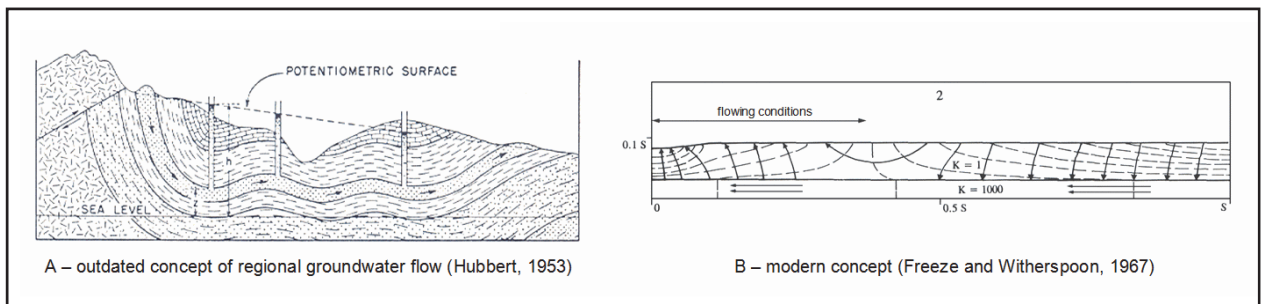 POTENTIOMETRIC SURFACE
h
SEA LEVEL
A – outdated concept of regional groundwater flow (Hubbert, 1953)
2
flowing conditions
0.1 S
K = 1
K = 1000
0
0.5 S
S
B – modern concept (Freeze and Witherspoon, 1967)